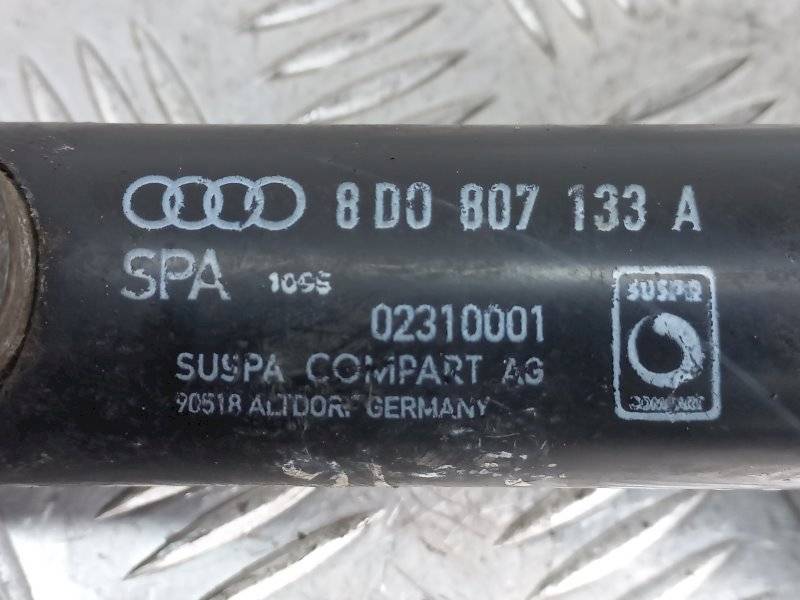 8D0 807 133 A
SPA 1095
02310001
SUSPA COMPART AG
90518 ALTDORF GERMANY
SUSPA
COMPART